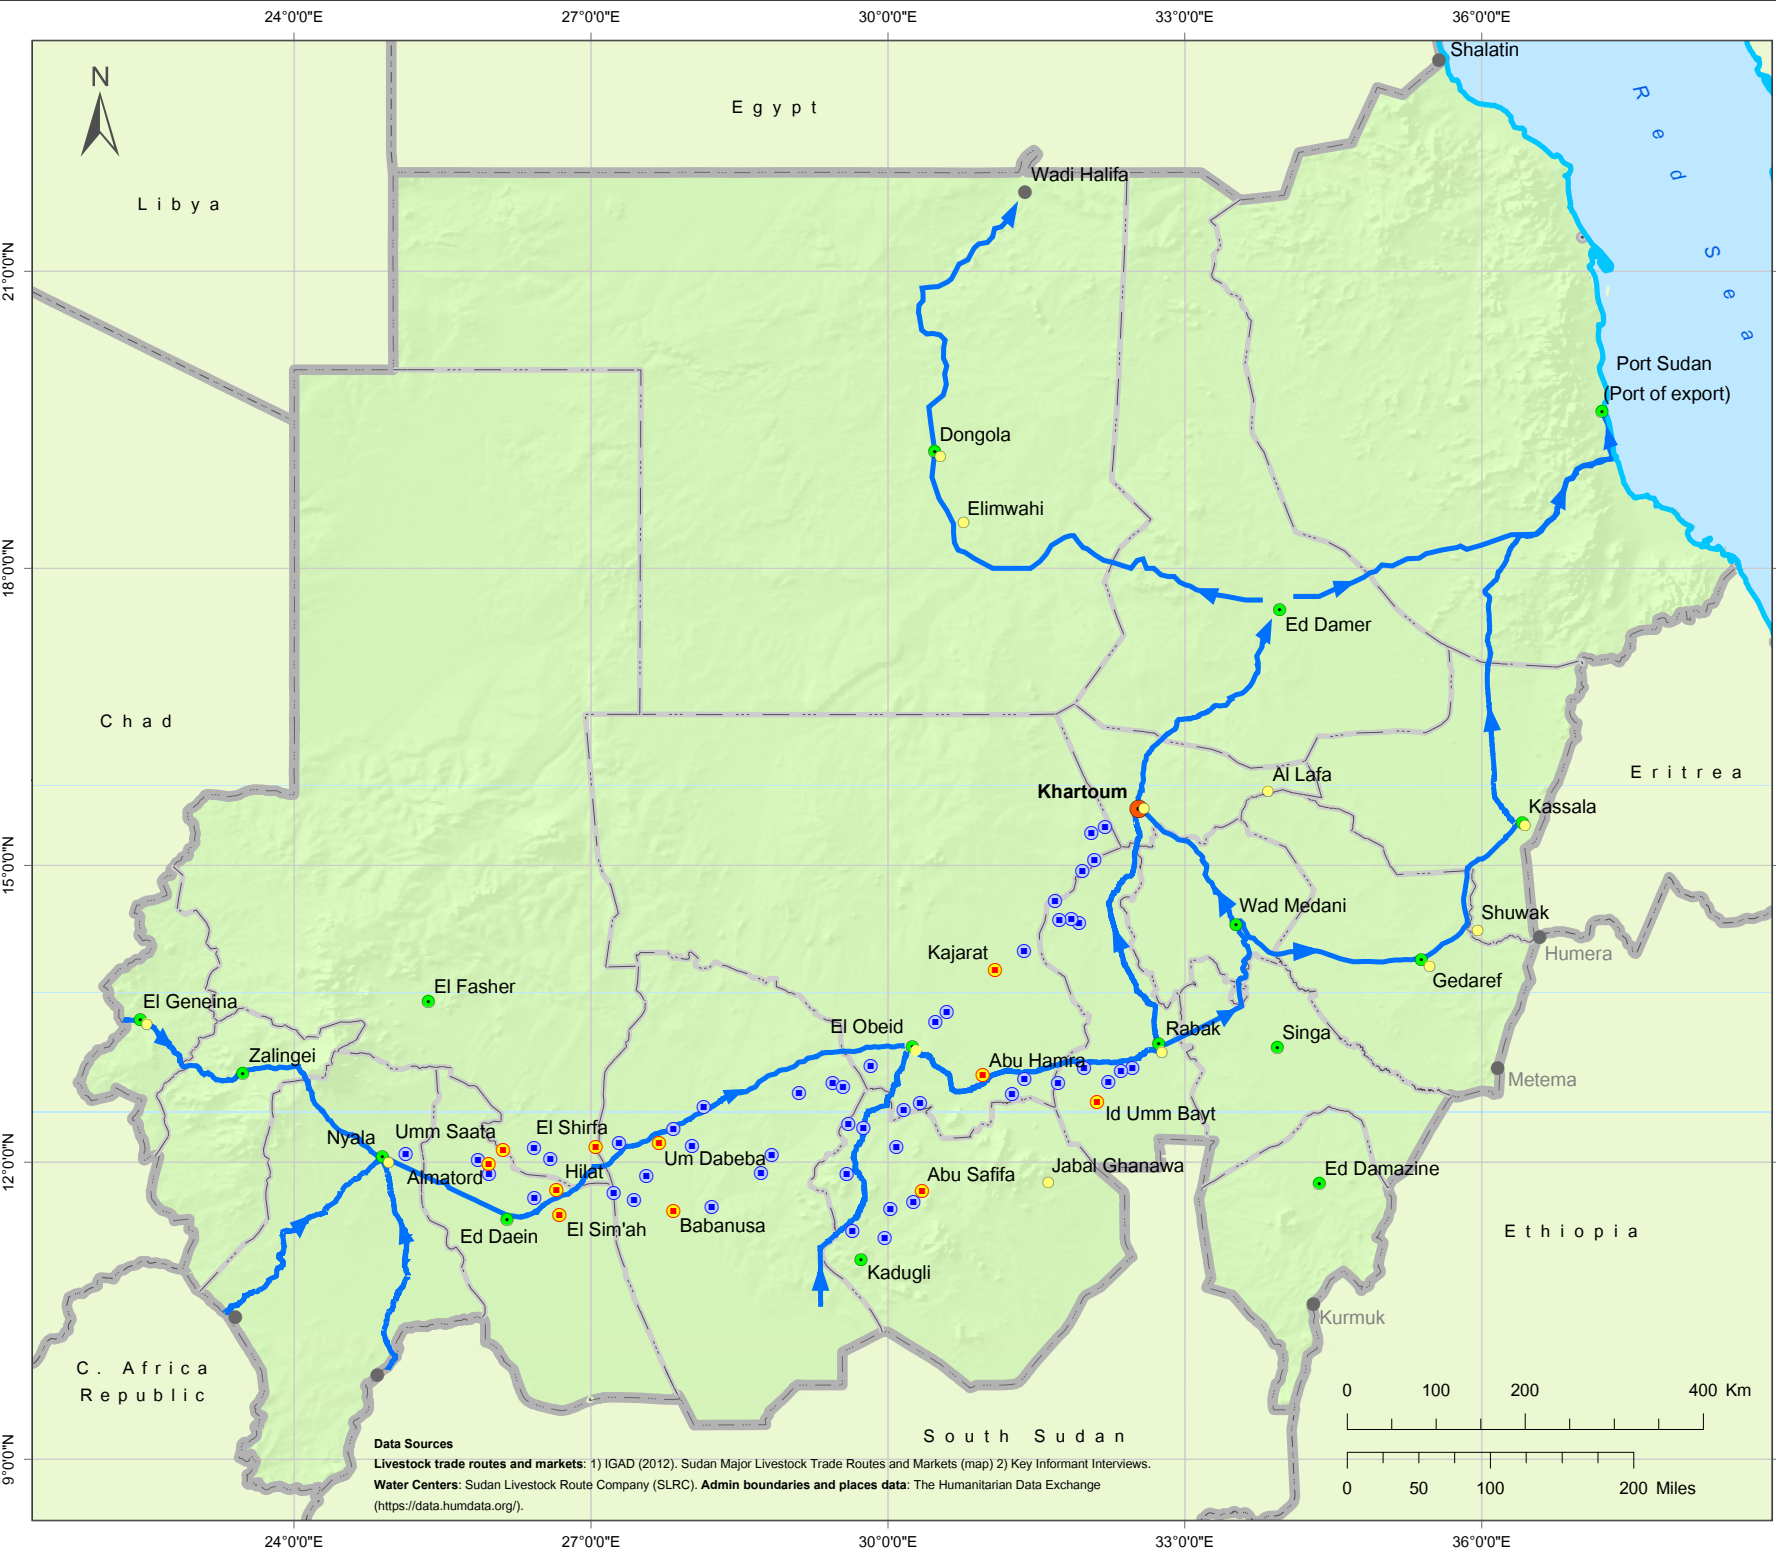 24°0'0"E
27°0'0"E
30°0'0"E
33°0'0"E
36°0'0"E
Shalatin
N
Egypt
Red Sea
Wadi Halifa
Libya
21°0'0"N
Port Sudan
(Port of export)
Dongola
Elimwahi
18°0'0"N
Ed Damer
Chad
Al Lafa
Eritrea
Khartoum
Kassala
15°0'0"N
Wad Medani
Shuwak
Kajarat
Humera
Gedaref
El Fasher
El Geneina
El Obeid
Rabak
Singa
Zalingei
Abu Hamra
Metema
Id Umm Bayt
Umm Saata
El Shirfa
Nyala
Um Dabeba
Jabal Ghanawa
Ed Damazine
12°0'0"N
Almatord
Hilat
Abu Safifa
Babanusa
El Sim'ah
Ed Daein
Ethiopia
Kadugli
Kurmuk
C. Africa
Republic
0 100 200 400 Km
South Sudan
Data Sources
Livestock trade routes and markets: 1) IGAD (2012). Sudan Major Livestock Trade Routes and Markets (map) 2) Key Informant Interviews.
9°0'0"N
Water Centers: Sudan Livestock Route Company (SLRC). Admin boundaries and places data: The Humanitarian Data Exchange
(https://data.humdata.org/).
0 50 100 200 Miles
24°0'0"E
27°0'0"E
30°0'0"E
33°0'0"E
36°0'0"E